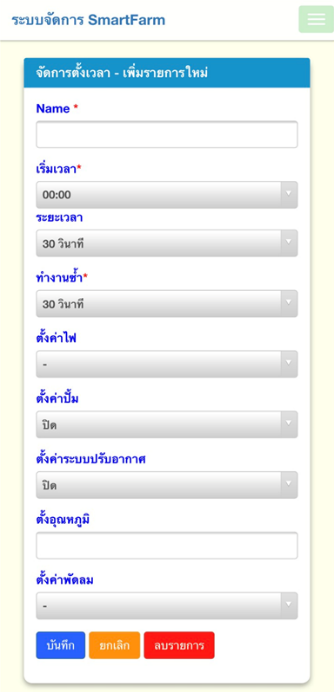 ระบบจัดการ SmartFarm
จัดการตั้งเวลา - เพิ่มรายการใหม่
Name *
เริ่มเวลา*
00:00
ระยะเวลา
30 วินาที
ทำงานซ้ำ*
30 วินาที
ตั้งค่าไฟ
-
ตั้งค่าปั๊ม
ปิด
ตั้งค่าระบบปรับอากาศ
ปิด
ตั้งอุณหภูมิ
ตั้งค่าพัดลม
-
บันทึก ยกเลิก ลบรายการ